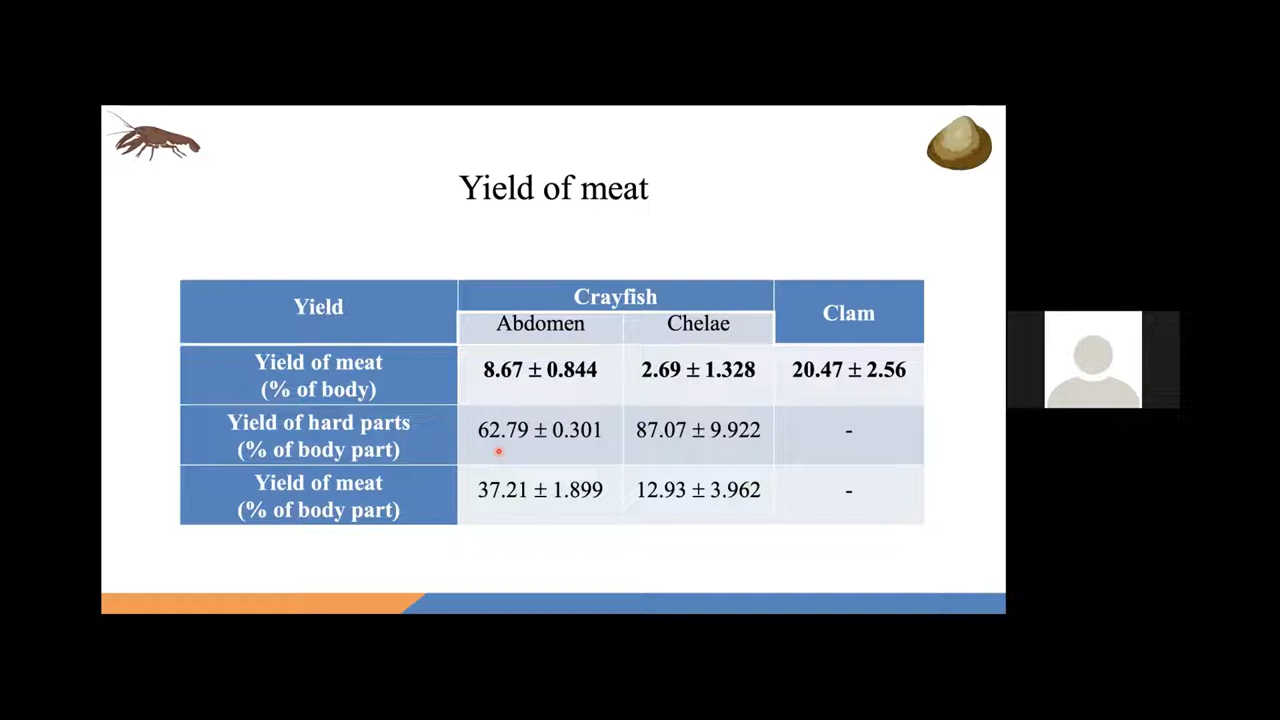 Yield of meat
Yield Crayfish Clam
Abdomen Chelae
Yield of meat
(% of body) 8.67 ± 0.844 2.69 ± 1.328 20.47 ± 2.56
Yield of hard parts
(% of body part) 62.79 ± 0.301 87.07 ± 9.922 -
Yield of meat
(% of body part) 37.21 ± 1.899 12.93 ± 3.962 -